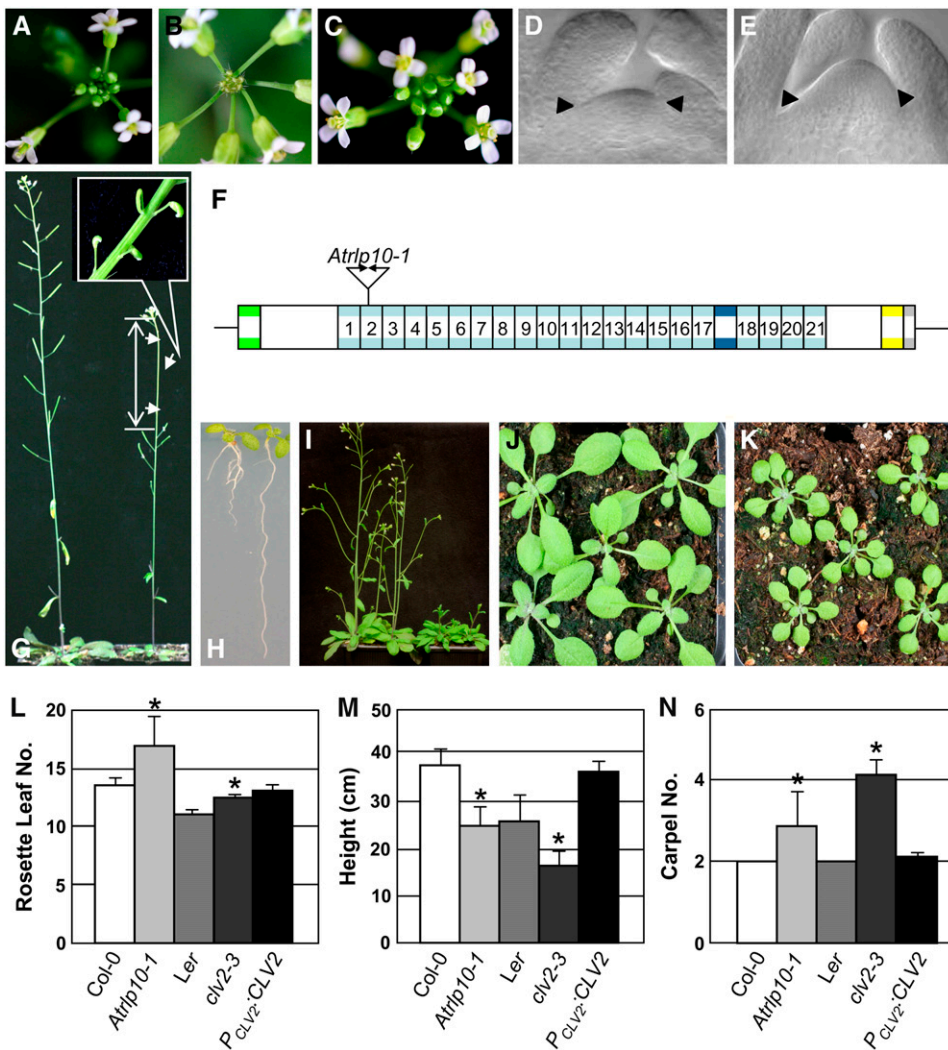 A
B
C
D
E
F
Atrlp10-1
1 2 3 4 5 6 7 8 9 10 11 12 13 14 15 16 17 18 19 20 21
G
H
I
J
K
L
Rosette Leaf No.
20
15
10
5
0
*
*
Col-0
Atrlp10-1
Ler
clv2-3
PCLV2:CLV2
M
Height (cm)
50
40
30
20
10
0
*
*
Col-0
Atrlp10-1
Ler
clv2-3
PCLV2:CLV2
N
Carpel No.
6
4
2
0
*
*
Col-0
Atrlp10-1
Ler
clv2-3
PCLV2:CLV2